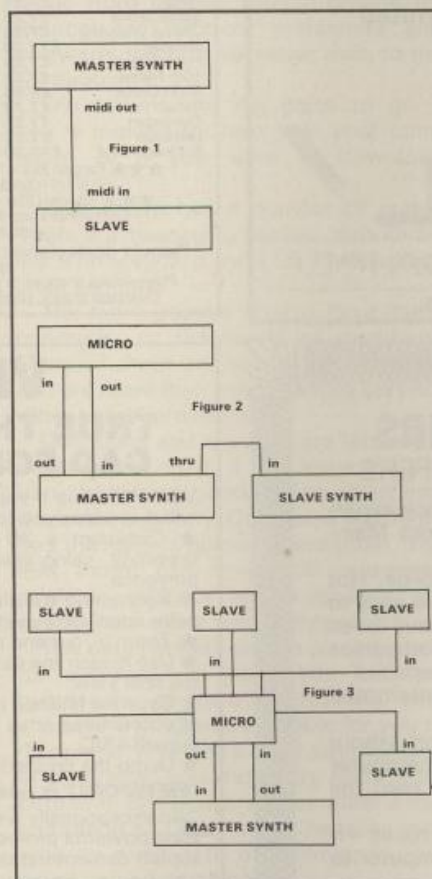 MASTER SYNTH
midi out
Figure 1
midi in
SLAVE
MICRO
in
out
Figure 2
out
in
thru
in
MASTER SYNTH
SLAVE SYNTH
SLAVE
SLAVE
SLAVE
in
in
in
Figure 3
MICRO
in
in
out
in
SLAVE
SLAVE
in
out
MASTER SYNTH